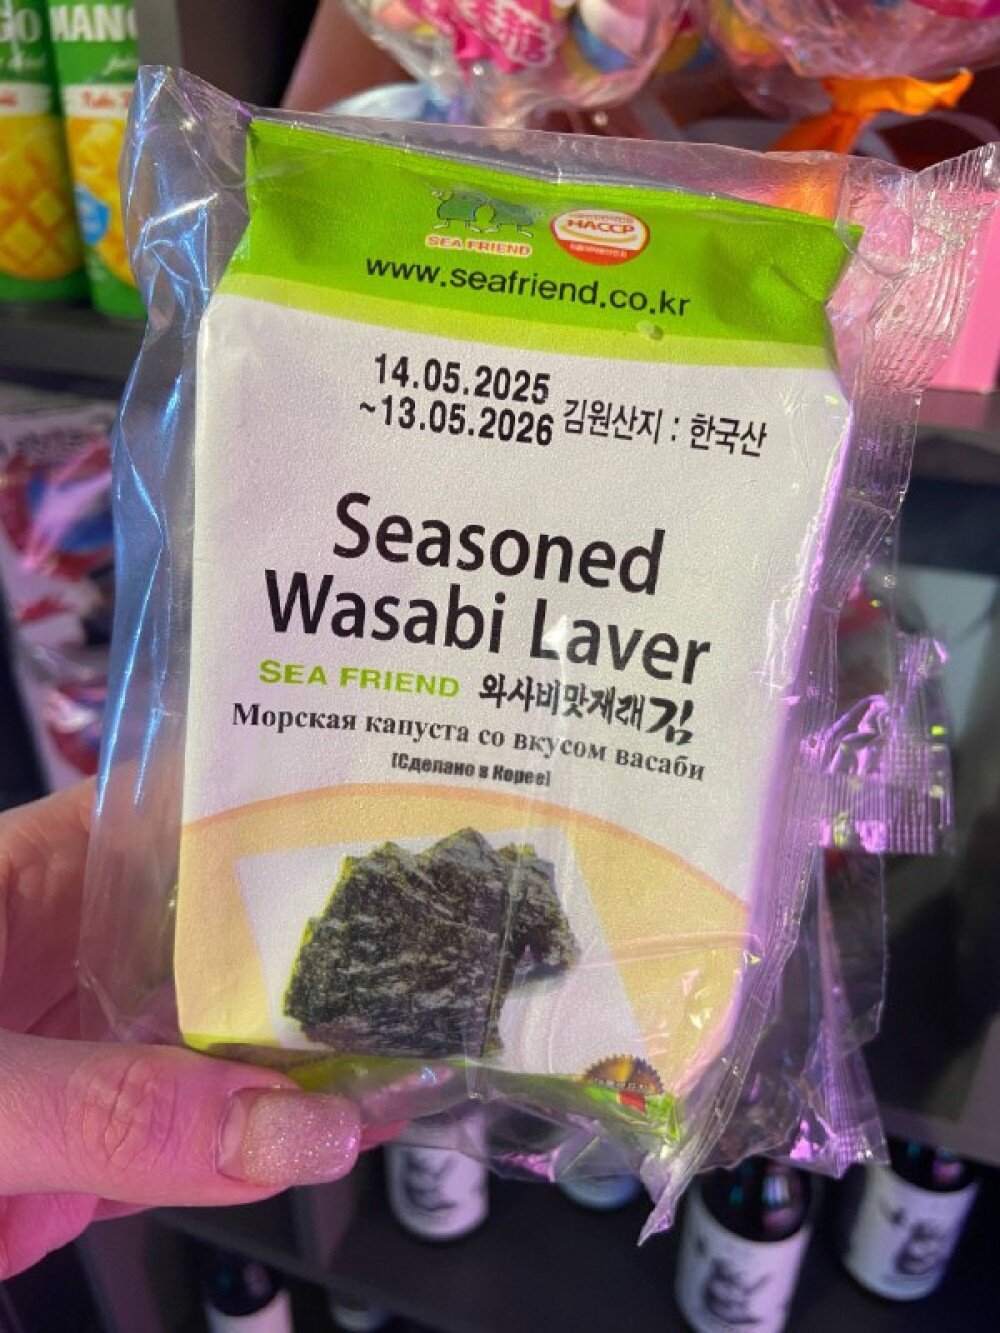 MAN
SEA FRIEND
HACCP
www.seafriend.co.kr
14.05.2025
~13.05.2026 김원산지 : 한국산
Seasoned
Wasabi Laver
SEA FRIEND 와사비맛재래김
Морская капуста со вкусом васаби
[Сделано в Корее]